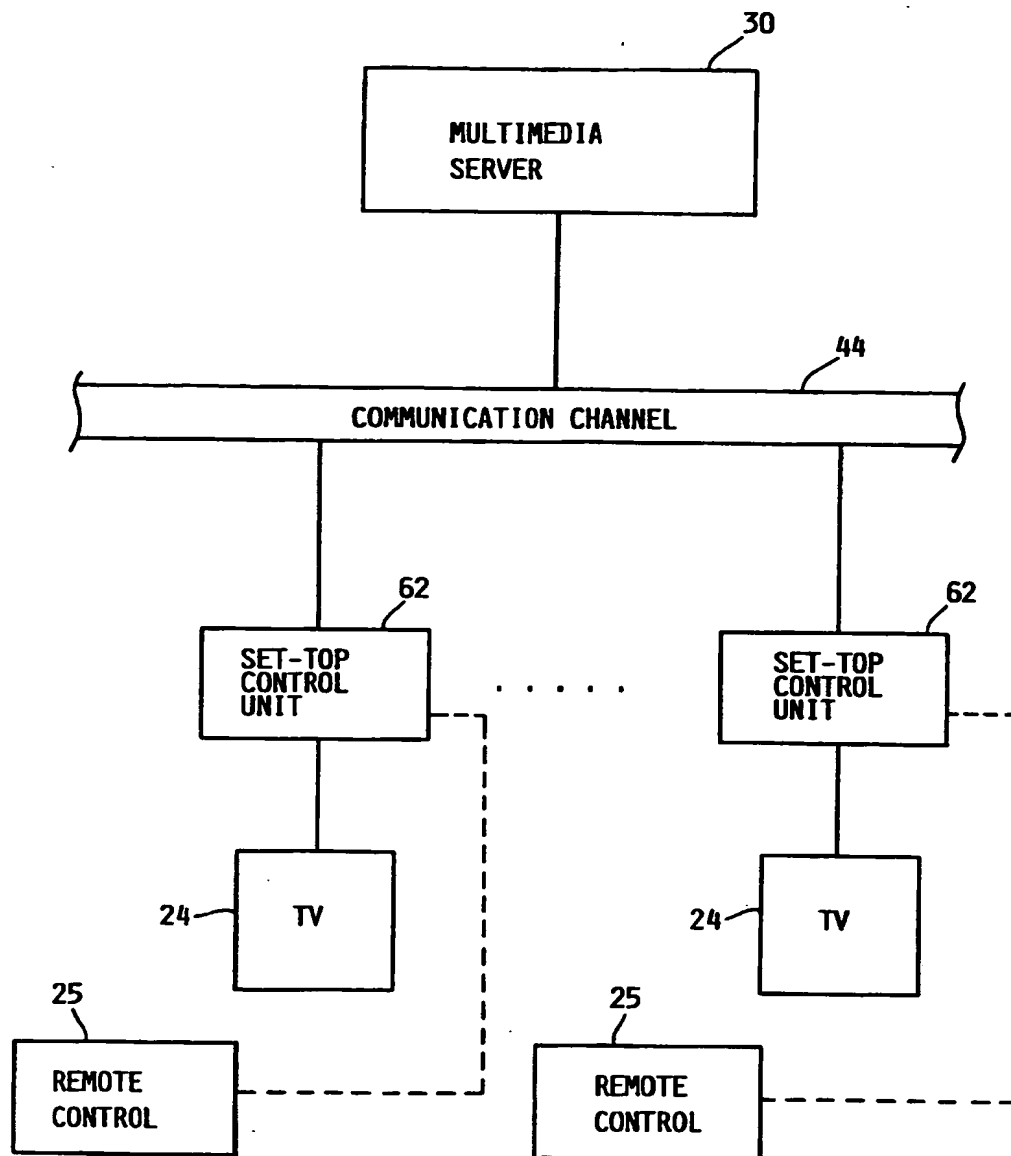 30
MULTIMEDIA
SERVER
44
COMMUNICATION CHANNEL
62
SET-TOP
CONTROL
UNIT
62
SET-TOP
CONTROL
UNIT
24
TV
24
TV
25
REMOTE
CONTROL
25
REMOTE
CONTROL